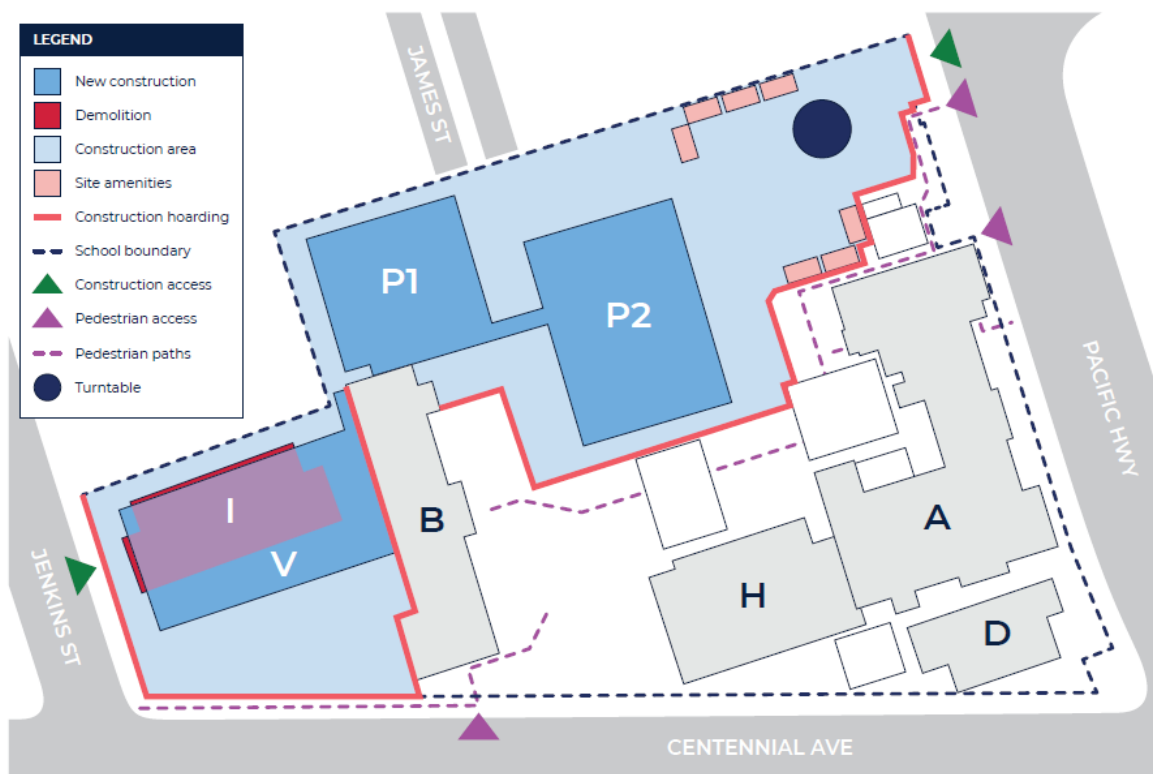 LEGEND
New construction
Demolition
Construction area
Site amenities
Construction hoarding
School boundary
Construction access
Pedestrian access
Pedestrian paths
Turntable
JAMES ST
P1
P2
PACIFIC HWY
I
B
A
V
JENKINS ST
H
D
CENTENNIAL AVE